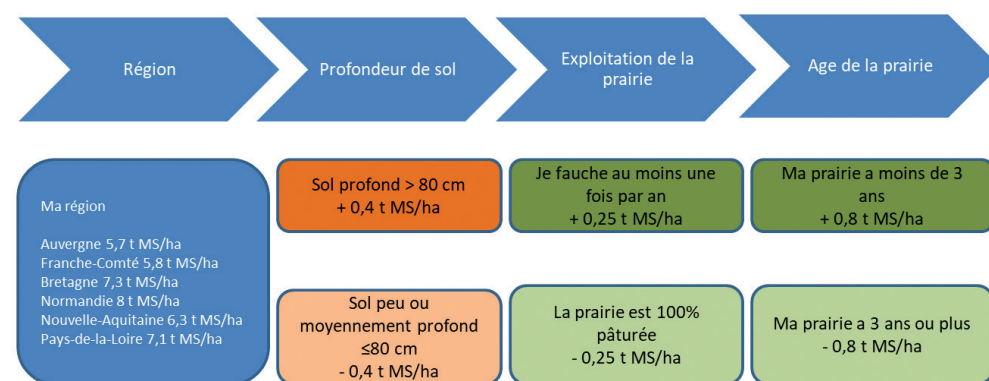 Région
Profondeur de sol
Exploitation de la
prairie
Age de la prairie
Ma région
Auvergne 5,7 t MS/ha
Franche-Comté 5,8 t MS/ha
Bretagne 7,3 t MS/ha
Normandie 8 t MS/ha
Nouvelle-Aquitaine 6,3 t MS/ha
Pays-de-la-Loire 7,1 t MS/ha
Sol profond > 80 cm
+ 0,4 t MS/ha
Je fauche au moins une
fois par an
+ 0,25 t MS/ha
Ma prairie a moins de 3
ans
+ 0,8 t MS/ha
Sol peu ou
moyennement profond
≤80 cm
- 0,4 t MS/ha
La prairie est 100%
pâturée
- 0,25 t MS/ha
Ma prairie a 3 ans ou plus
- 0,8 t MS/ha